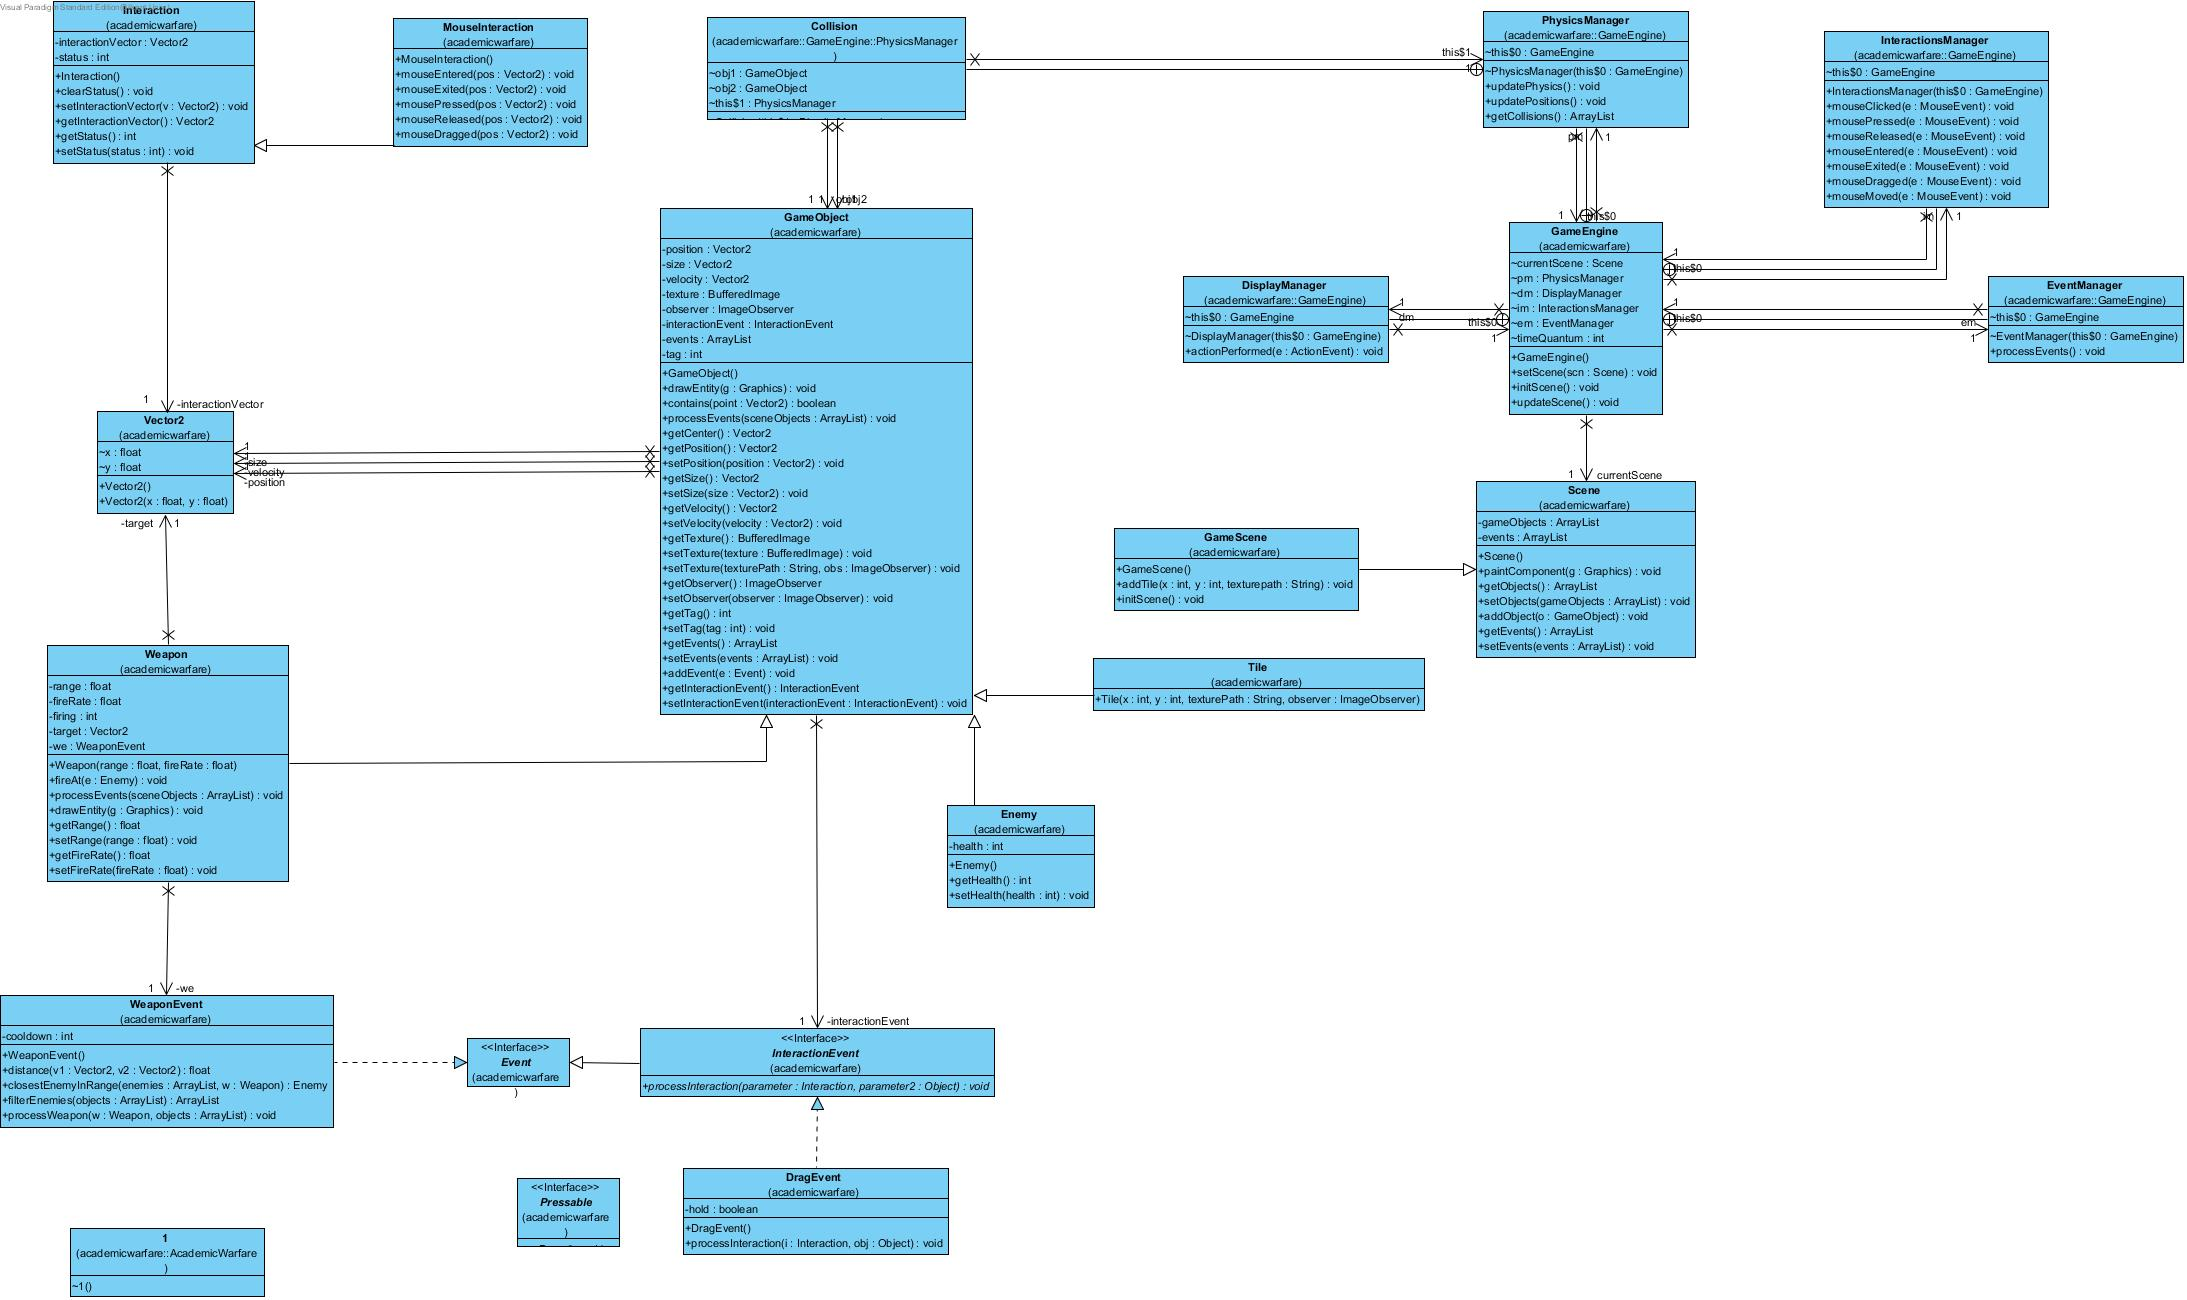 Visual Paradigm Standard Edition
Interaction
(academicwarfare)
-interactionVector : Vector2
-status : int
+Interaction()
+clearStatus() : void
+setInteractionVector(v : Vector2) : void
+getInteractionVector() : Vector2
+getStatus() : int
+setStatus(status : int) : void
MouseInteraction
(academicwarfare)
+MouseInteraction()
+mouseEntered(pos : Vector2) : void
+mouseExited(pos : Vector2) : void
+mousePressed(pos : Vector2) : void
+mouseReleased(pos : Vector2) : void
+mouseDragged(pos : Vector2) : void
Collision
(academicwarfare::GameEngine::PhysicsManager
)
~obj1 : GameObject
~obj2 : GameObject
~this$1 : PhysicsManager
this$1
1
PhysicsManager
(academicwarfare::GameEngine)
~this$0 : GameEngine
~PhysicsManager(this$0 : GameEngine)
+updatePhysics() : void
+updatePositions() : void
+getCollisions() : ArrayList
pm
1
InteractionsManager
(academicwarfare::GameEngine)
~this$0 : GameEngine
+InteractionsManager(this$0 : GameEngine)
+mouseClicked(e : MouseEvent) : void
+mousePressed(e : MouseEvent) : void
+mouseReleased(e : MouseEvent) : void
+mouseEntered(e : MouseEvent) : void
+mouseExited(e : MouseEvent) : void
+mouseDragged(e : MouseEvent) : void
+mouseMoved(e : MouseEvent) : void
im
1
1
1
obj1
obj2
GameObject
(academicwarfare)
-position : Vector2
-size : Vector2
-velocity : Vector2
-texture : BufferedImage
-observer : ImageObserver
-interactionEvent : InteractionEvent
-events : ArrayList
-tag : int
+GameObject()
+drawEntity(g : Graphics) : void
+contains(point : Vector2) : boolean
+processEvents(sceneObjects : ArrayList) : void
+getCenter() : Vector2
+getPosition() : Vector2
+setPosition(position : Vector2) : void
+getSize() : Vector2
+setSize(size : Vector2) : void
+getVelocity() : Vector2
+setVelocity(velocity : Vector2) : void
+getTexture() : BufferedImage
+setTexture(texture : BufferedImage) : void
+setTexture(texturePath : String, obs : ImageObserver) : void
+getObserver() : ImageObserver
+setObserver(observer : ImageObserver) : void
+getTag() : int
+setTag(tag : int) : void
+getEvents() : ArrayList
+setEvents(events : ArrayList) : void
+addEvent(e : Event) : void
+getInteractionEvent() : InteractionEvent
+setInteractionEvent(interactionEvent : InteractionEvent) : void
1
this$0
GameEngine
(academicwarfare)
~currentScene : Scene
~pm : PhysicsManager
~dm : DisplayManager
~im : InteractionsManager
~em : EventManager
~timeQuantum : int
+GameEngine()
+setScene(scn : Scene) : void
+initScene() : void
+updateScene() : void
1
this$0
1
this$0
em
1
DisplayManager
(academicwarfare::GameEngine)
~this$0 : GameEngine
~DisplayManager(this$0 : GameEngine)
+actionPerformed(e : ActionEvent) : void
1
dm
this$0
1
EventManager
(academicwarfare::GameEngine)
~this$0 : GameEngine
~EventManager(this$0 : GameEngine)
+processEvents() : void
1
-interactionVector
Vector2
(academicwarfare)
~x : float
~y : float
+Vector2()
+Vector2(x : float, y : float)
1
-size
-velocity
-position
-target
1
1
currentScene
Scene
(academicwarfare)
-gameObjects : ArrayList
-events : ArrayList
+Scene()
+paintComponent(g : Graphics) : void
+getObjects() : ArrayList
+setObjects(gameObjects : ArrayList) : void
+addObject(o : GameObject) : void
+getEvents() : ArrayList
+setEvents(events : ArrayList) : void
GameScene
(academicwarfare)
+GameScene()
+addTile(x : int, y : int, texturepath : String) : void
+initScene() : void
Tile
(academicwarfare)
+Tile(x : int, y : int, texturePath : String, observer : ImageObserver)
Weapon
(academicwarfare)
-range : float
-fireRate : float
-firing : int
-target : Vector2
-we : WeaponEvent
+Weapon(range : float, fireRate : float)
+fireAt(e : Enemy) : void
+processEvents(sceneObjects : ArrayList) : void
+drawEntity(g : Graphics) : void
+getRange() : float
+setRange(range : float) : void
+getFireRate() : float
+setFireRate(fireRate : float) : void
Enemy
(academicwarfare)
-health : int
+Enemy()
+getHealth() : int
+setHealth(health : int) : void
1
-we
WeaponEvent
(academicwarfare)
-cooldown : int
+WeaponEvent()
+distance(v1 : Vector2, v2 : Vector2) : float
+closestEnemyInRange(enemies : ArrayList, w : Weapon) : Enemy
+filterEnemies(objects : ArrayList) : ArrayList
+processWeapon(w : Weapon, objects : ArrayList) : void
<<Interface>>
Event
(academicwarfare
)
1
-interactionEvent
<<Interface>>
InteractionEvent
(academicwarfare)
+processInteraction(parameter : Interaction, parameter2 : Object) : void
<<Interface>>
Pressable
(academicwarfare
)
DragEvent
(academicwarfare)
-hold : boolean
+DragEvent()
+processInteraction(i : Interaction, obj : Object) : void
1
(academicwarfare::AcademicWarfare
)
~1()